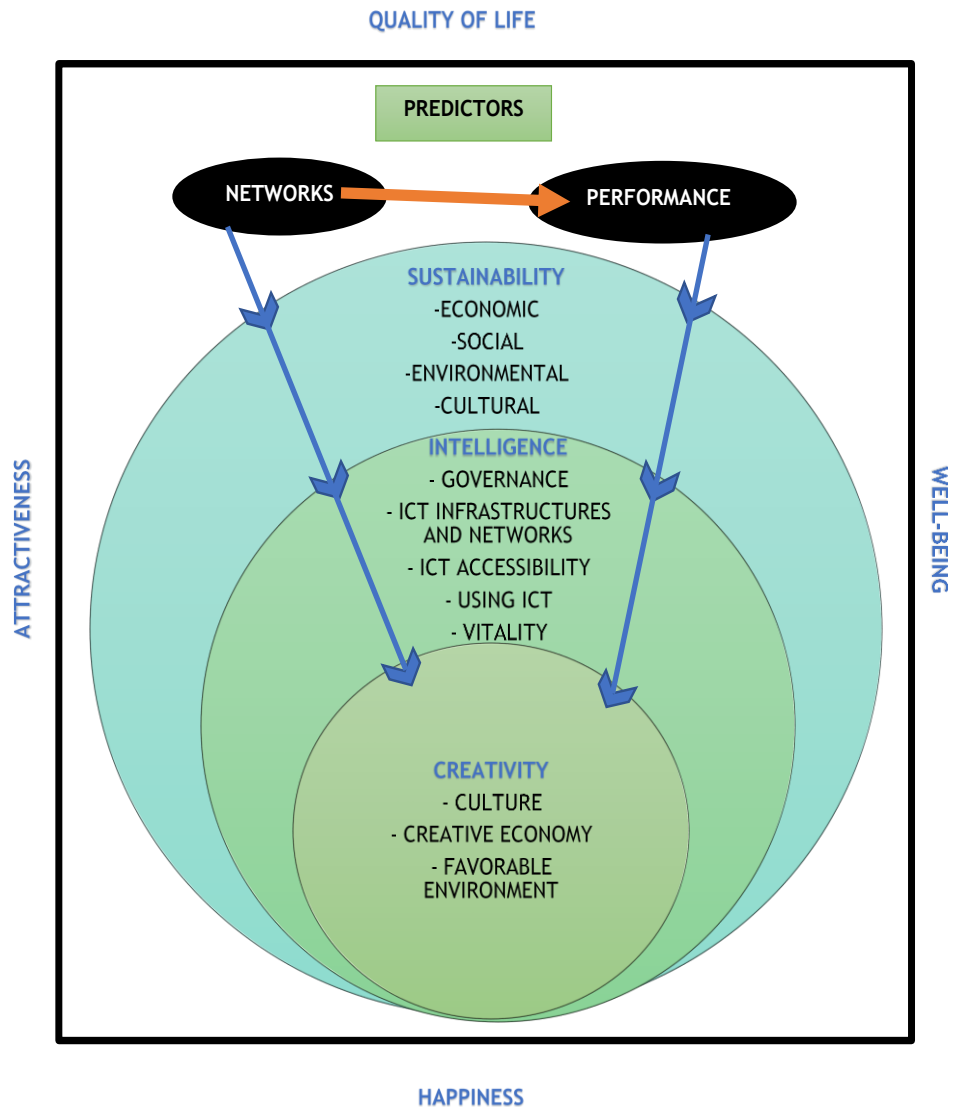 QUALITY OF LIFE
PREDICTORS
NETWORKS
PERFORMANCE
SUSTAINABILITY
-ECONOMIC
-SOCIAL
-ENVIRONMENTAL
-CULTURAL
INTELLIGENCE
- GOVERNANCE
- ICT INFRASTRUCTURES
AND NETWORKS
- ICT ACCESSIBILITY
- USING ICT
- VITALITY
ATTRACTIVENESS
WELL-BEING
CREATIVITY
- CULTURE
- CREATIVE ECONOMY
- FAVORABLE
ENVIRONMENT
HAPPINESS